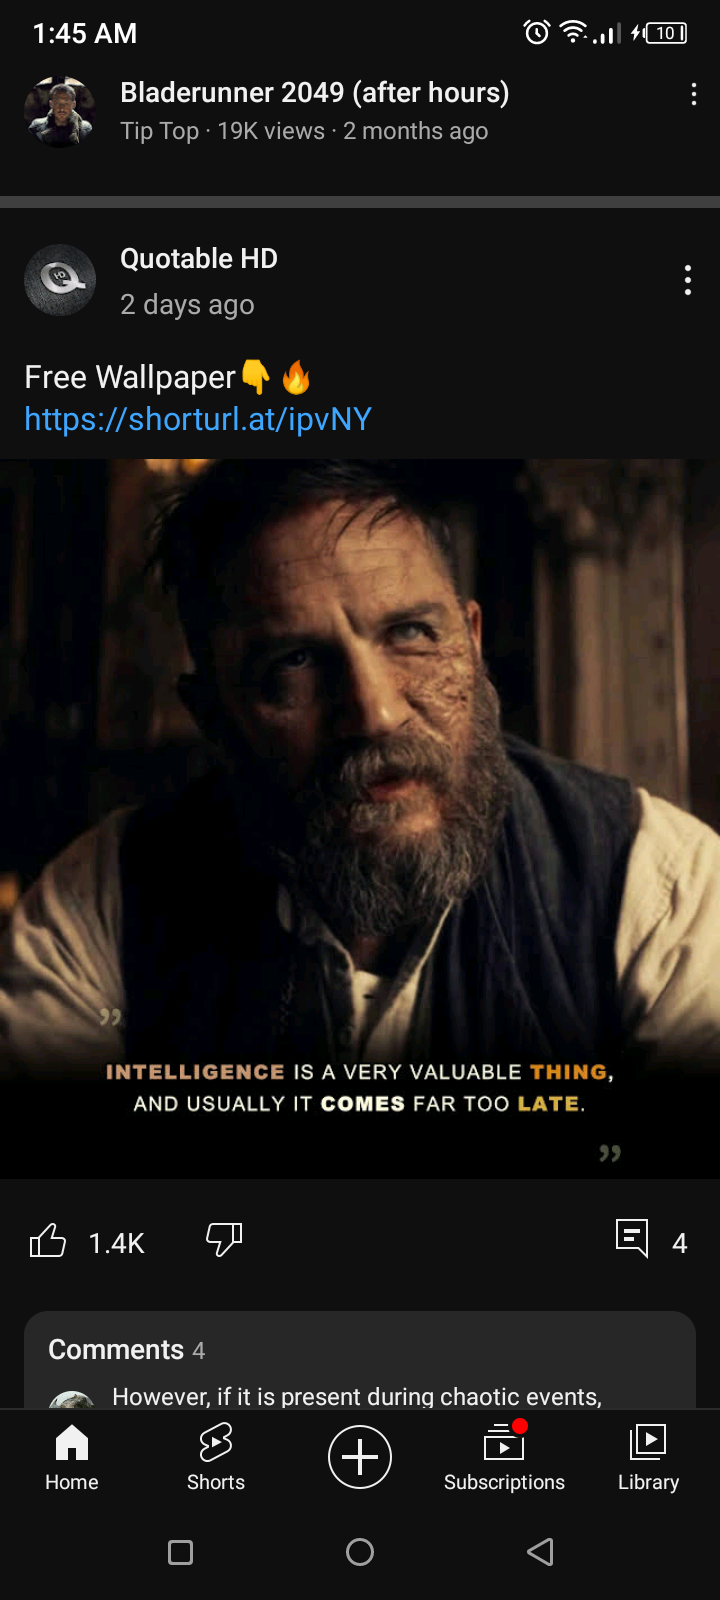 1:45 AM
10
Bladerunner 2049 (after hours)
Tip Top · 19K views · 2 months ago
HD
Quotable HD
2 days ago
Free Wallpaper👇🔥
https://shorturl.at/ipvNY
”
INTELLIGENCE IS A VERY VALUABLE THING,
AND USUALLY IT COMES FAR TOO LATE.
”
1.4K
4
Comments 4
However, if it is present during chaotic events,
Home
Shorts
Subscriptions
Library